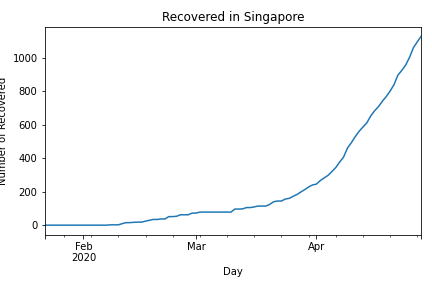 Recovered in Singapore
Number of Recovered
1000
800
600
400
200
0
Feb
2020
Mar
Apr
Day